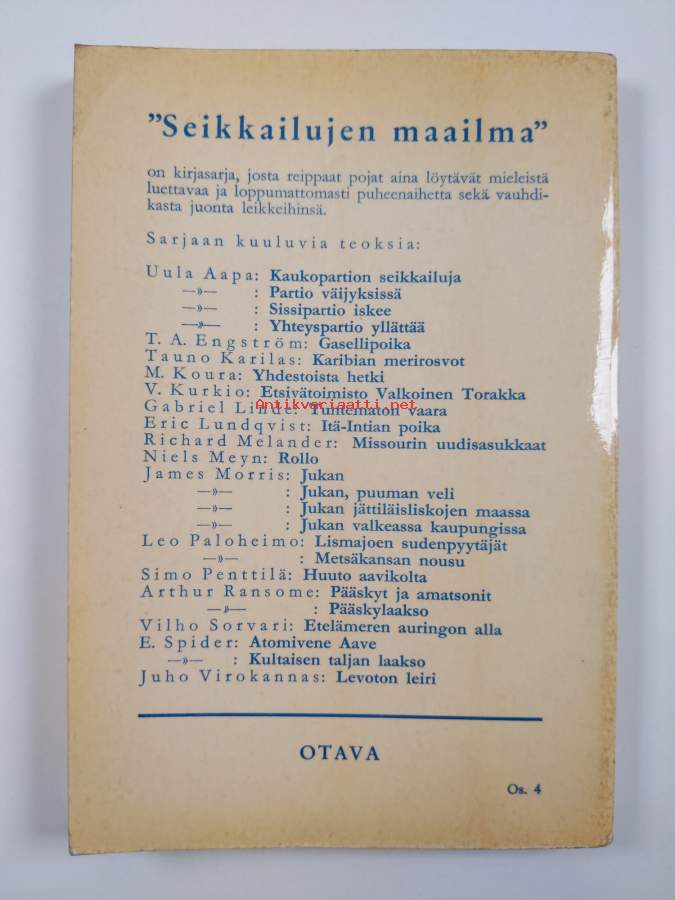 "Seikkailujen maailma"
on kirjasarja, josta reippaat pojat aina löytävät mieleistä
luettavaa ja loppumattomasti puheenaihetta sekä vauhdi-
kasta juonta leikkeihinsä.
Sarjaan kuuluvia teoksia:
Uula Aapa: Kaukopartion seikkailuja
—»— : Partio väijyksissä
—»— : Sissipartio iskee
—»— : Yhteyspartio yllättää
T. A. Engström: Gasellipoika
Tauno Karilas: Karibian merirosvot
M. Koura: Yhdestoista hetki
V. Kurkio: Etsivätoimisto Valkoinen Torakka
Antikvariaatti.net
Gabriel Linde: Tuntematon vaara
Eric Lundqvist: Itä-Intian poika
Richard Melander: Missourin uudisasukkaat
Niels Meyn: Rollo
James Morris: Jukan
—»— : Jukan, puuman veli
—»— : Jukan jättiläisliskojen maassa
—»— : Jukan valkeassa kaupungissa
Leo Paloheimo: Lismajoen sudenpyytäjät
—»— : Metsäkansan nousu
Simo Penttilä: Huuto aavikolta
Arthur Ransome: Pääskyt ja amatsonit
—»— : Pääskylaakso
Vilho Sorvari: Etelämeren auringon alla
E. Spider: Atomivene Aave
—»— : Kultaisen taljan laakso
Juho Virokannas: Levoton leiri
OTAVA
Os. 4